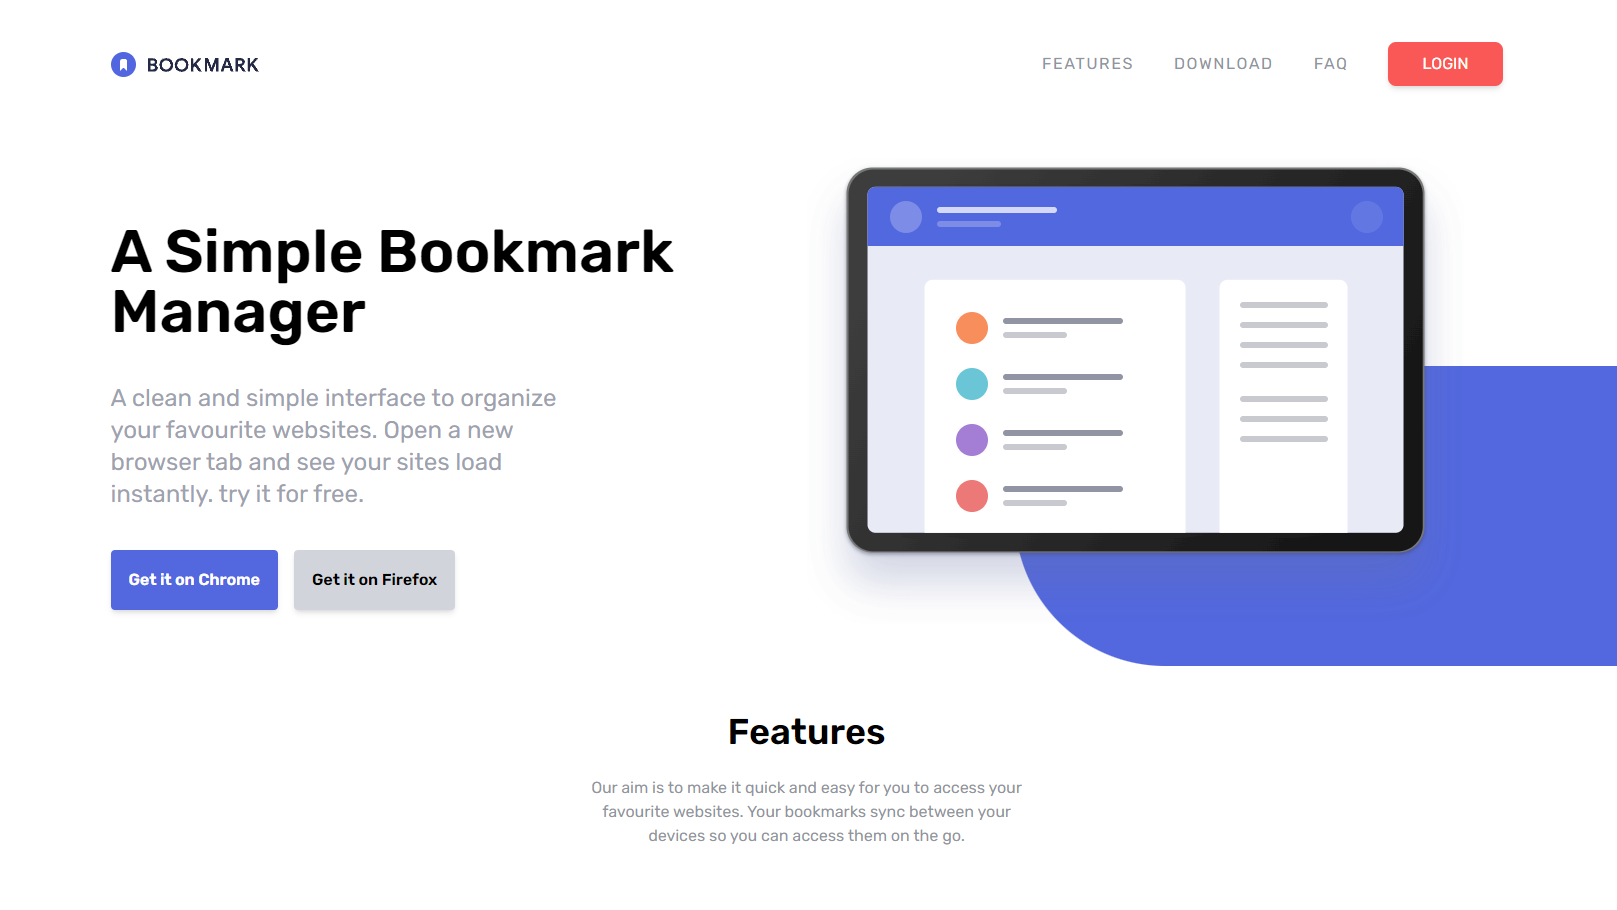 BOOKMARK
FEATURES DOWNLOAD FAQ LOGIN
A Simple Bookmark
Manager
A clean and simple interface to organize
your favourite websites. Open a new
browser tab and see your sites load
instantly. try it for free.
Get it on Chrome Get it on Firefox
Features
Our aim is to make it quick and easy for you to access your
favourite websites. Your bookmarks sync between your
devices so you can access them on the go.